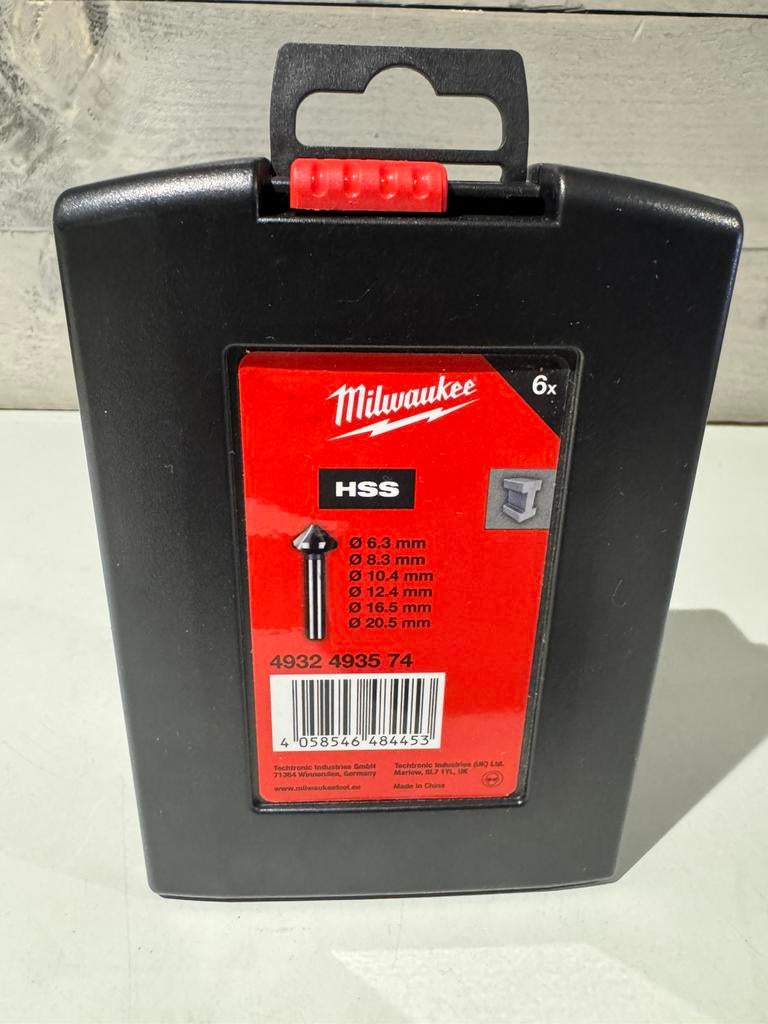 Milwaukee
6x
HSS
Ø 6.3 mm
Ø 8.3 mm
Ø 10.4 mm
Ø 12.4 mm
Ø 16.5 mm
Ø 20.5 mm
4932 4935 74
4 058546 484453
Techtronic Industries GmbH
71364 Winnenden, Germany
www.milwaukeetool.eu
Techtronic Industries (UK) Ltd.
Marlow, SL7 1YL, UK
Made in China